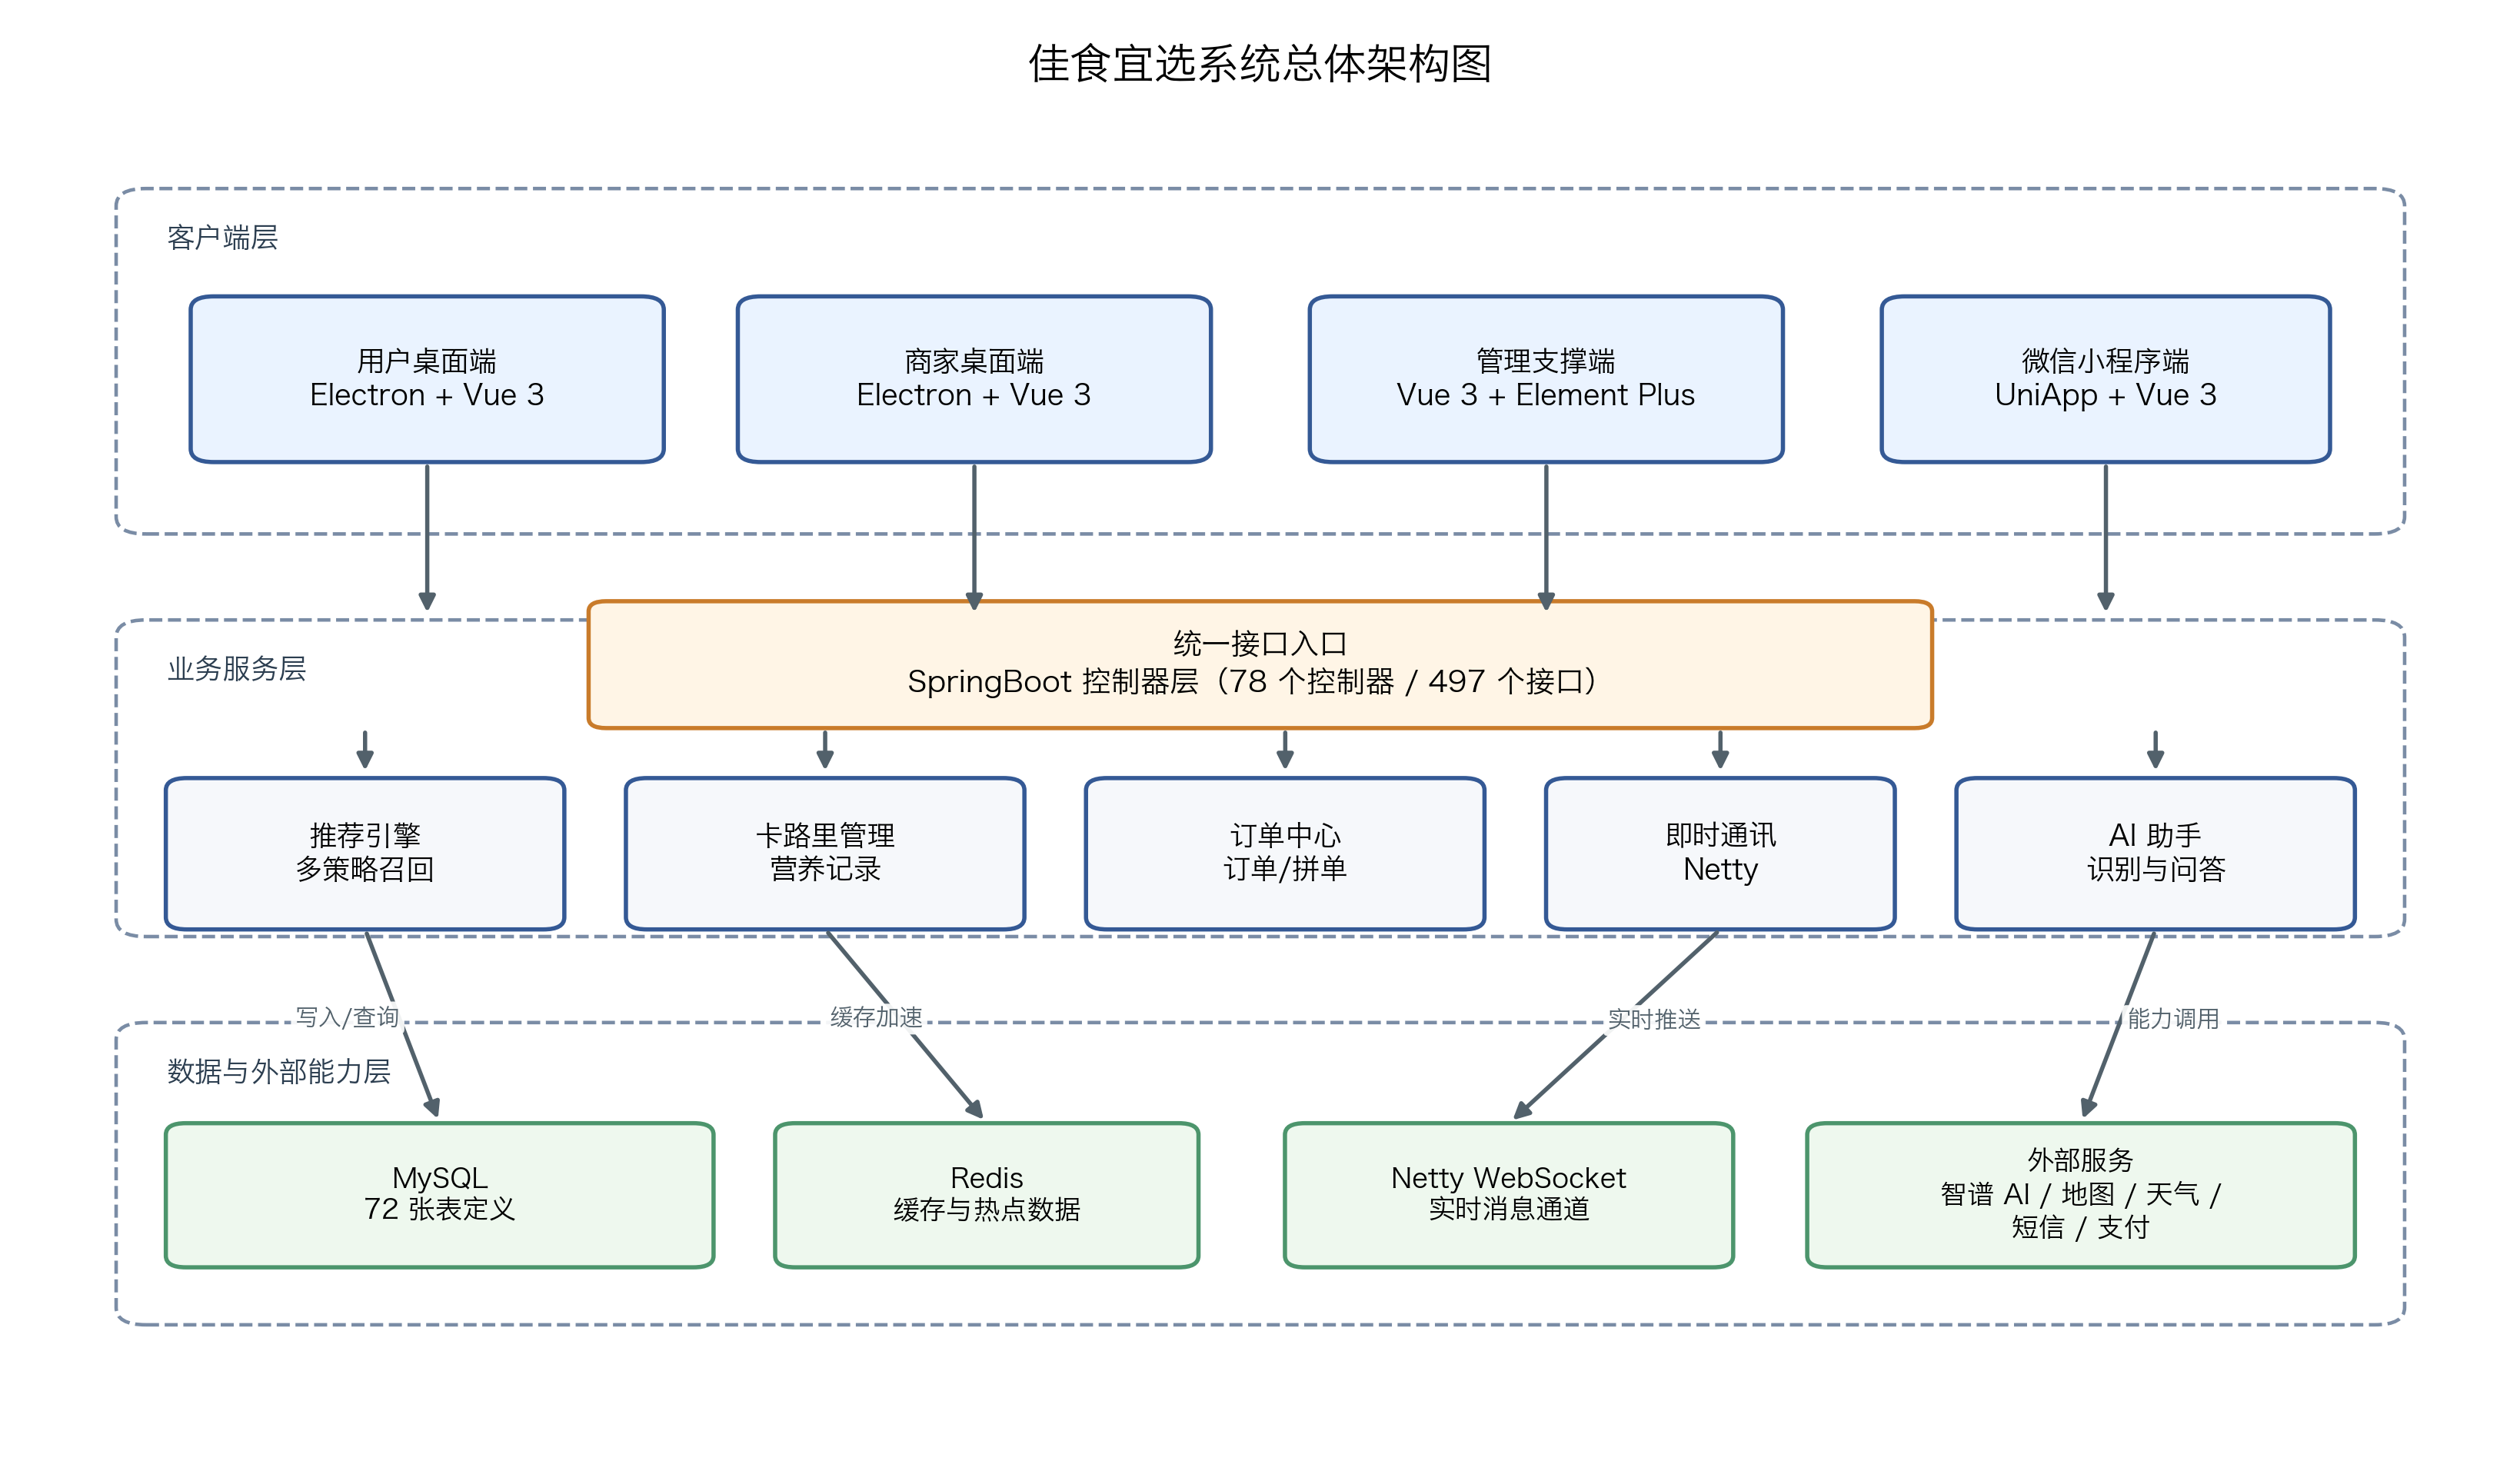 佳食宜选系统总体架构图
客户端层
用户桌面端
Electron + Vue 3
商家桌面端
Electron + Vue 3
管理支撑端
Vue 3 + Element Plus
微信小程序端
UniApp + Vue 3
业务服务层
统一接口入口
SpringBoot 控制器层（78 个控制器 / 497 个接口）
推荐引擎
多策略召回
卡路里管理
营养记录
订单中心
订单/拼单
即时通讯
Netty
AI 助手
识别与问答
写入/查询
缓存加速
实时推送
能力调用
数据与外部能力层
MySQL
72 张表定义
Redis
缓存与热点数据
Netty WebSocket
实时消息通道
外部服务
智谱 AI / 地图 / 天气 /
短信 / 支付